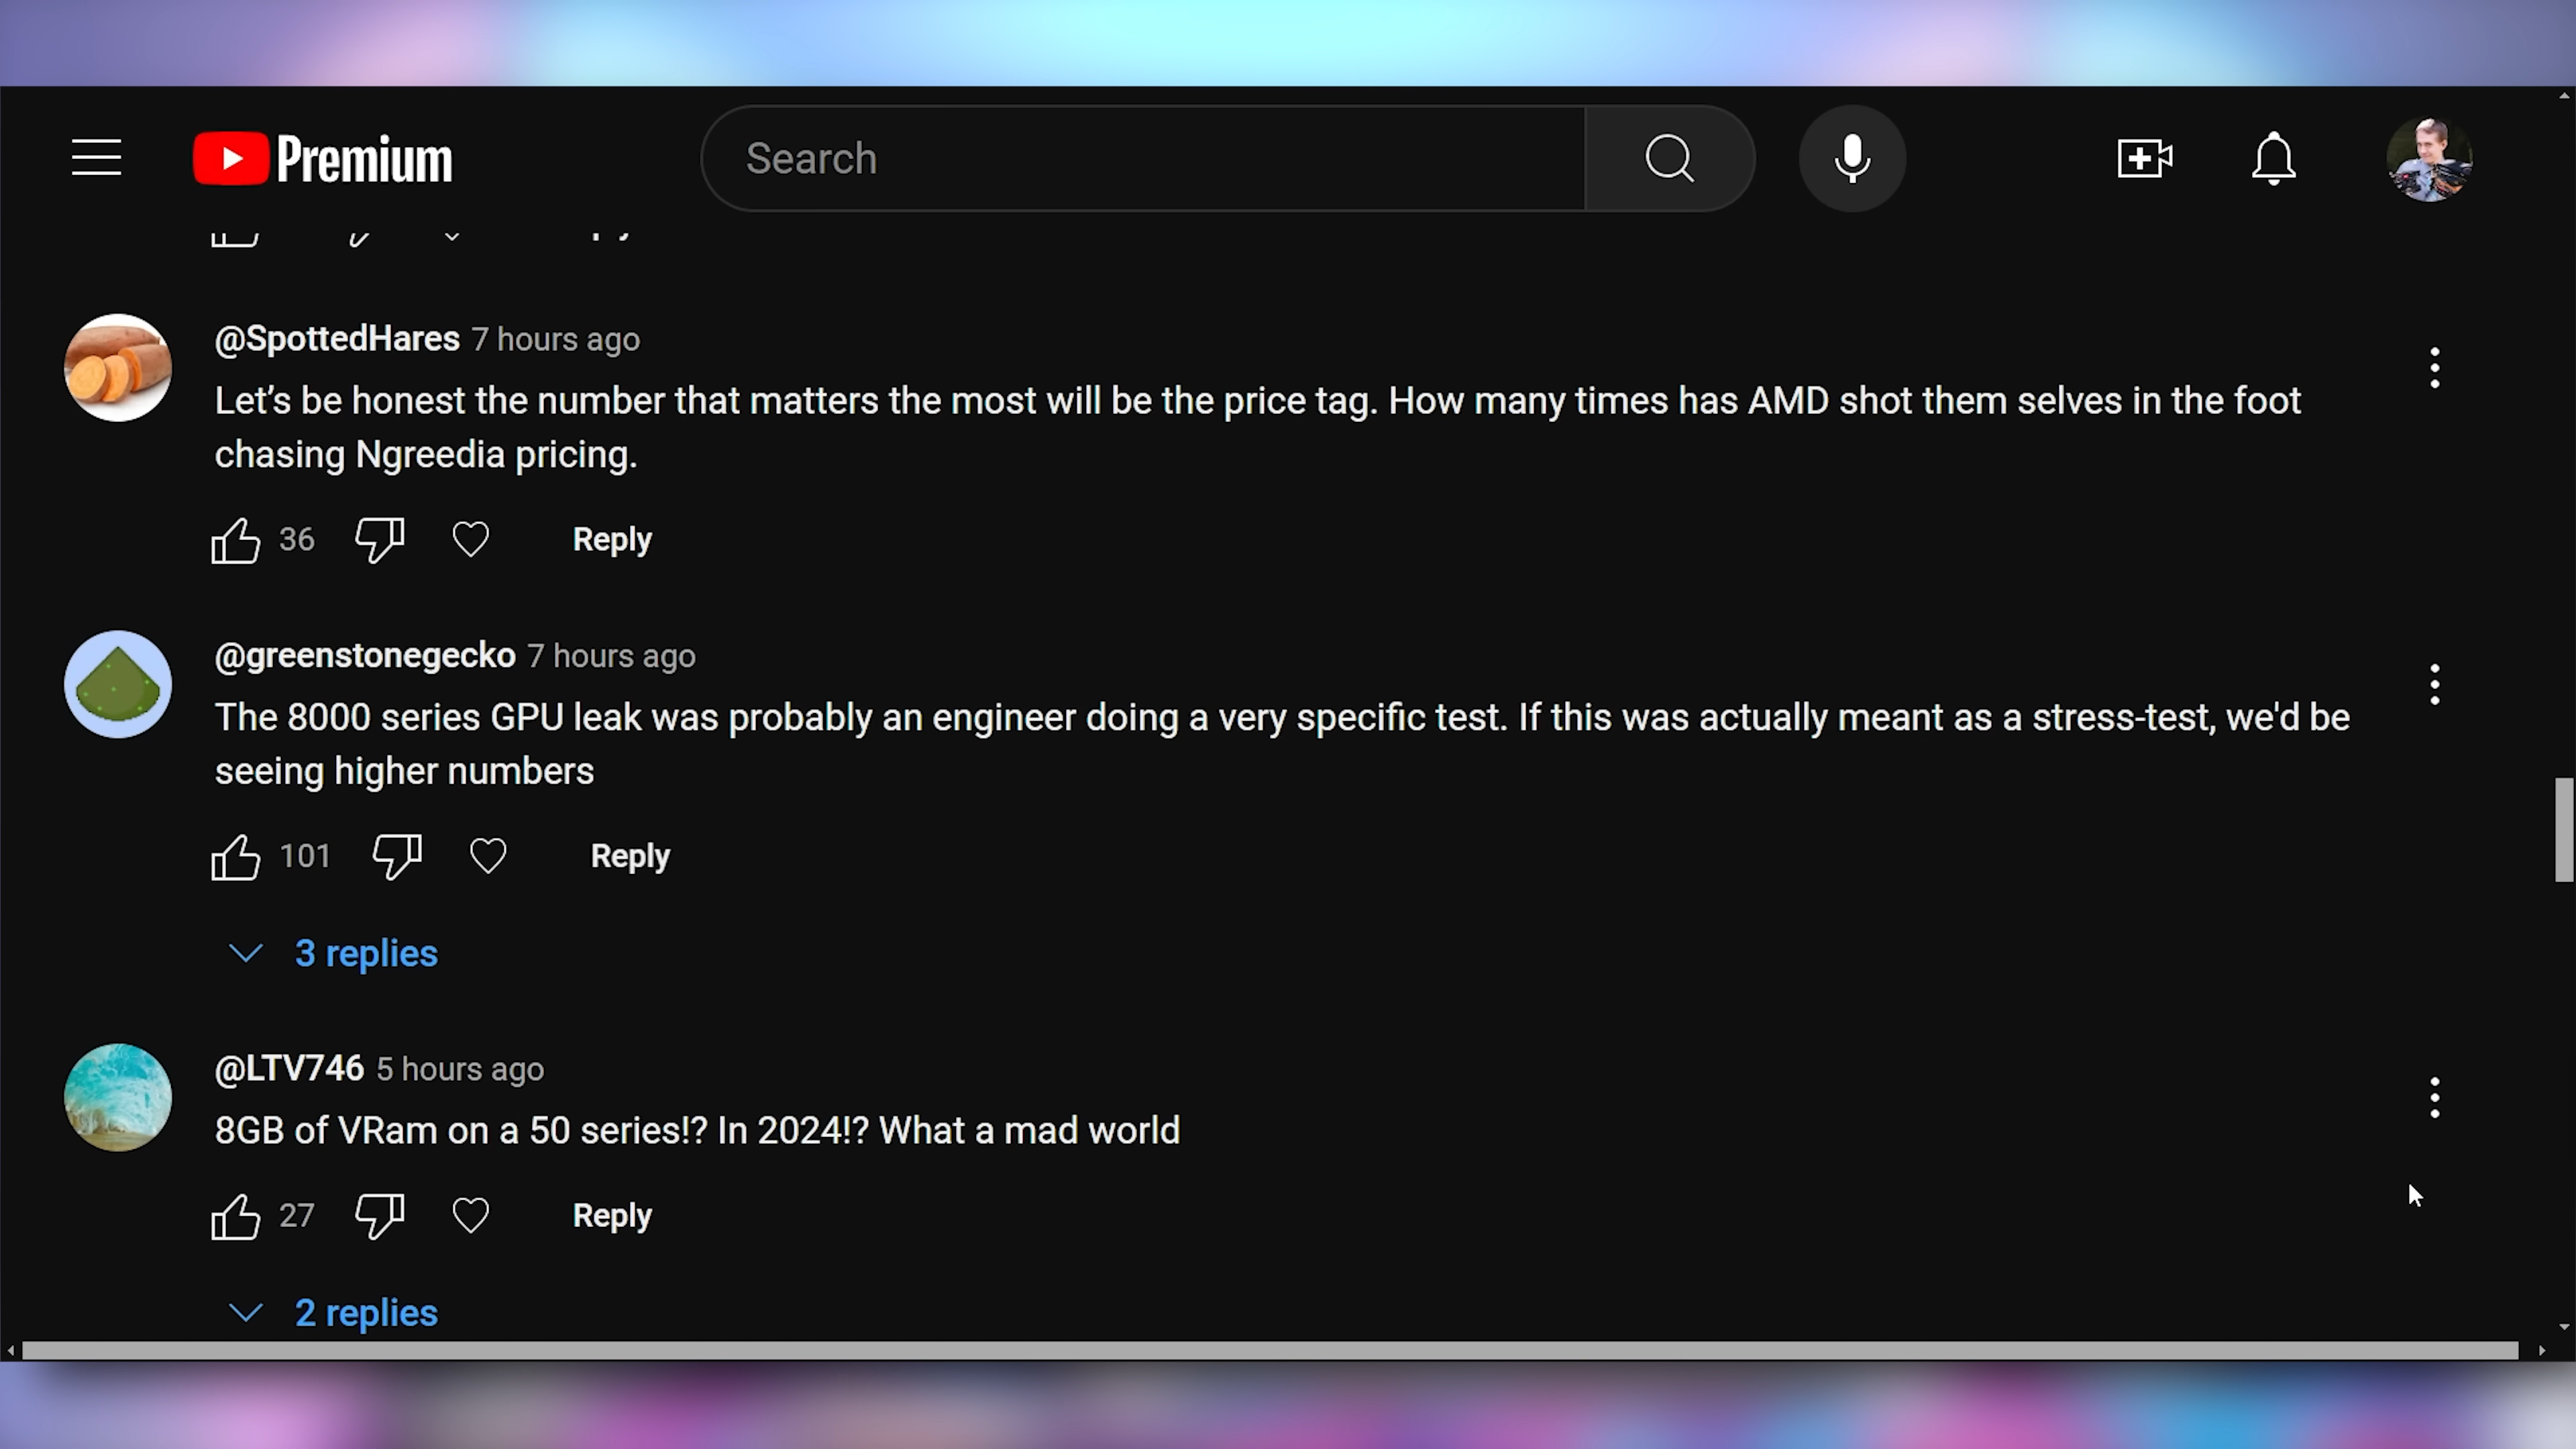 Premium
Search
@SpottedHares 7 hours ago
Let’s be honest the number that matters the most will be the price tag. How many times has AMD shot them selves in the foot
chasing Ngreedia pricing.
36 Reply
@greenstonegecko 7 hours ago
The 8000 series GPU leak was probably an engineer doing a very specific test. If this was actually meant as a stress-test, we'd be
seeing higher numbers
101 Reply
3 replies
@LTV746 5 hours ago
8GB of VRam on a 50 series!? In 2024!? What a mad world
27 Reply
2 replies